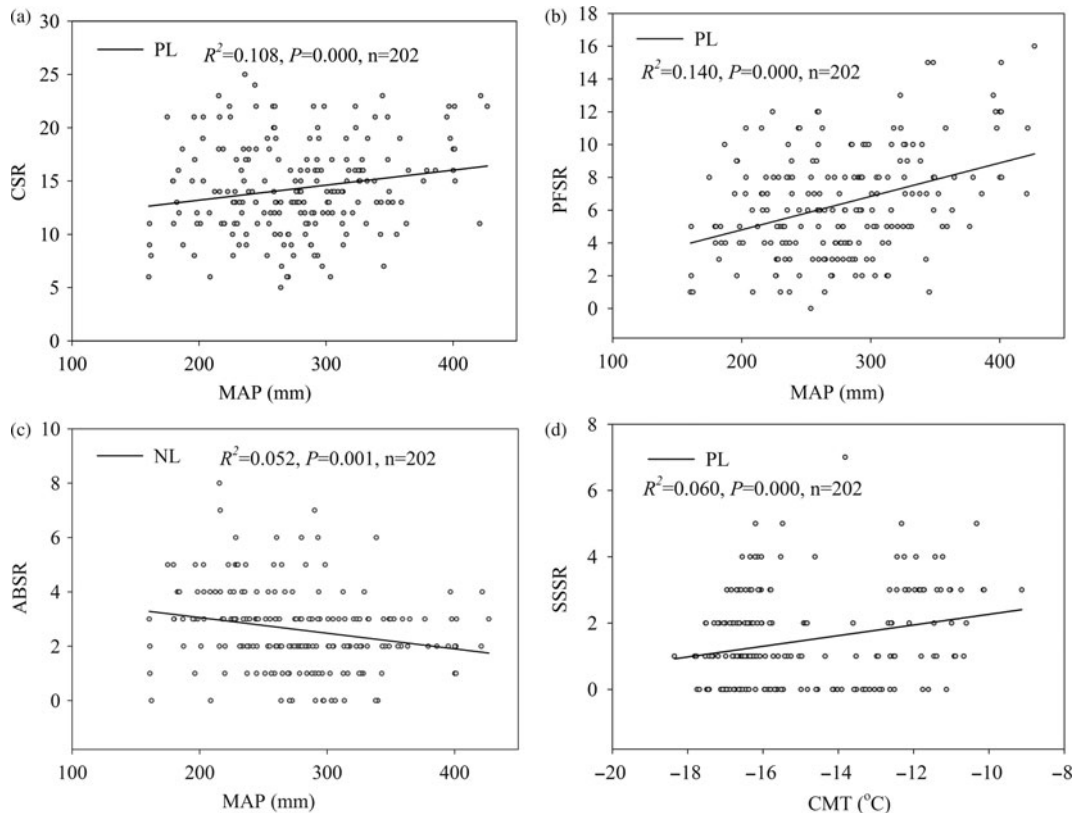 (a)
30
25
20
15
10
5
0
CSR
PL
R²=0.108, P=0.000, n=202
100 200 300 400
MAP (mm)
(b)
18
16
14
12
10
8
6
4
2
0
PFSR
PL
R²=0.140, P=0.000, n=202
100 200 300 400
MAP (mm)
(c)
10
8
6
4
2
0
ABSR
NL
R²=0.052, P=0.001, n=202
100 200 300 400
MAP (mm)
(d)
8
6
4
2
0
SSSR
PL
R²=0.060, P=0.000, n=202
−18 −16 −14 −12 −10 −8
CMT (°C)